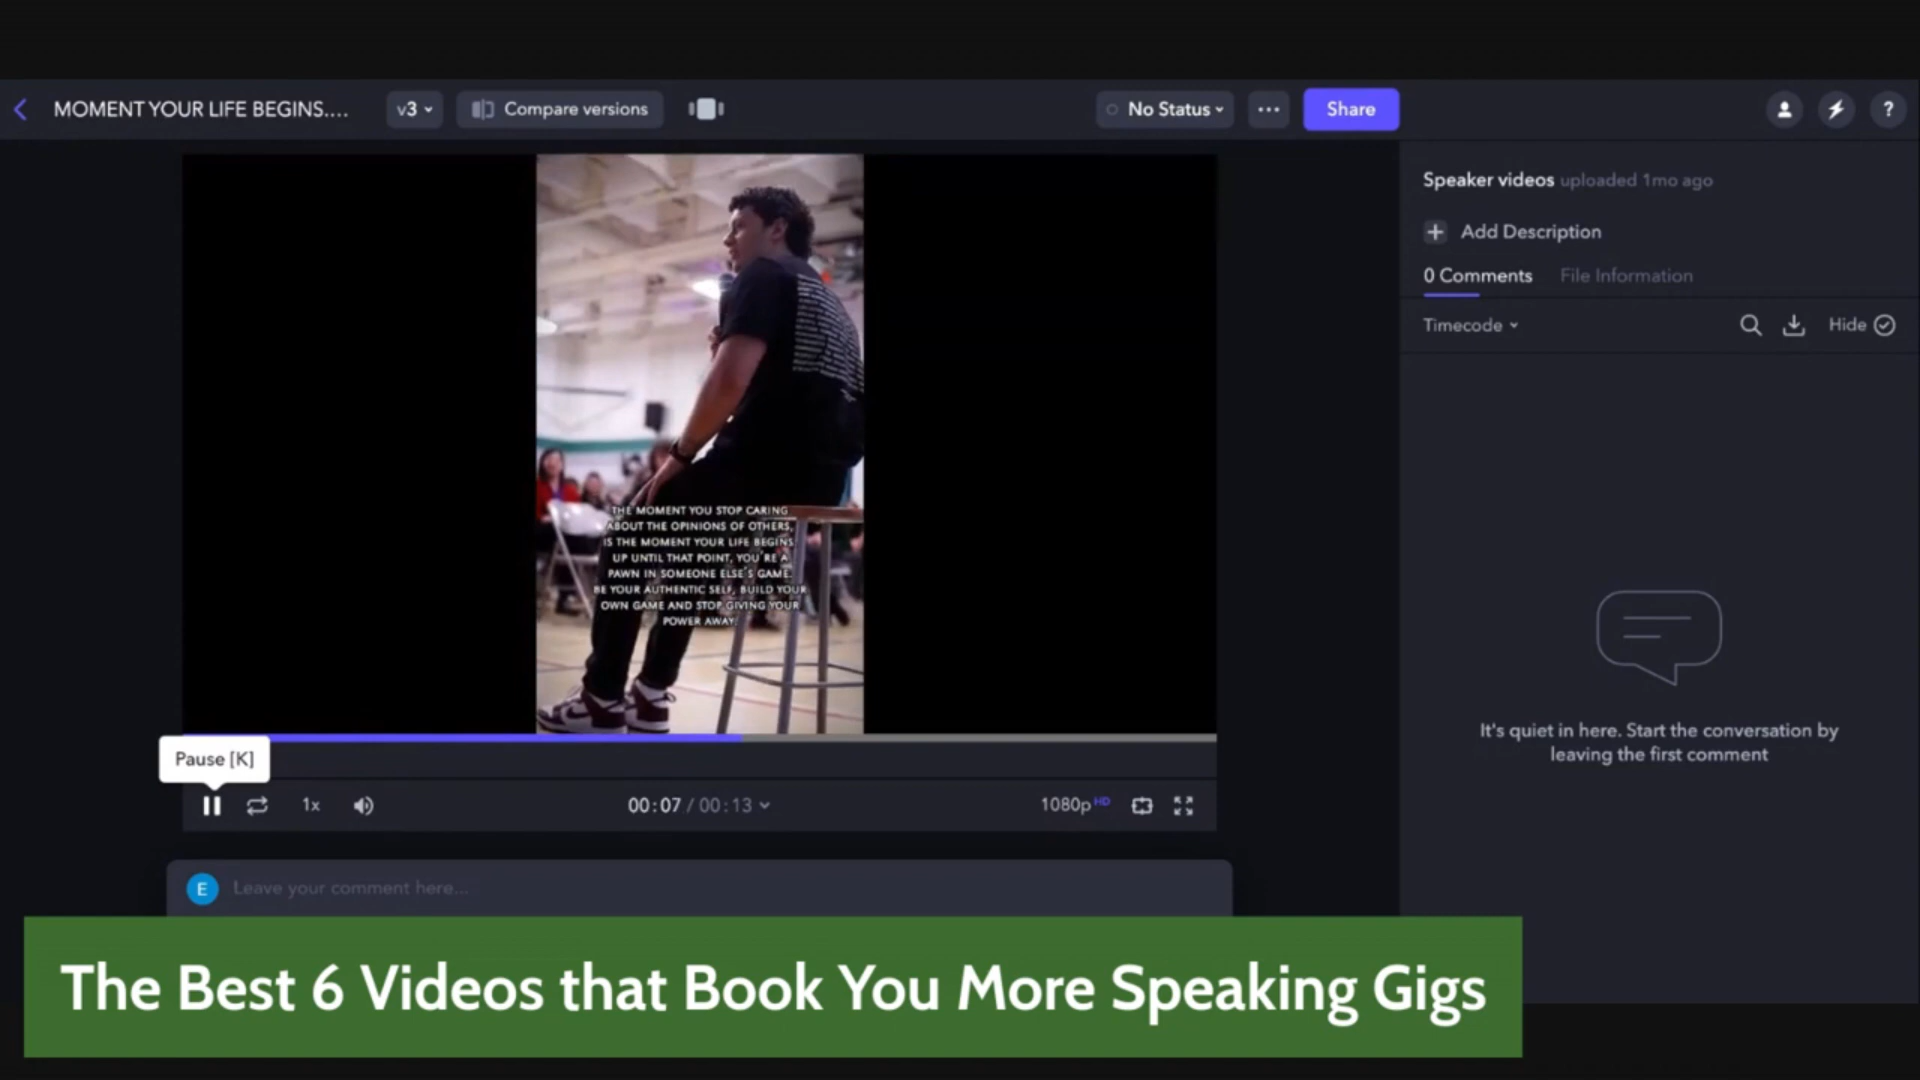 MOMENT YOUR LIFE BEGINS....
v3
Compare versions
No Status
Share
?
Speaker videos uploaded 1mo ago
Add Description
0 Comments
File Information
Timecode
Hide
THE MOMENT YOU STOP CARING
ABOUT THE OPINIONS OF OTHERS,
IS THE MOMENT YOUR LIFE BEGINS
UP UNTIL THAT POINT, YOU'RE A
PAWN IN SOMEONE ELSE'S GAME.
BE YOUR AUTHENTIC SELF, BUILD YOUR
OWN GAME AND STOP GIVING YOUR
POWER AWAY.
It's quiet in here. Start the conversation by
leaving the first comment
Pause [K]
1x
00:07 / 00:13
1080p HD
E
Leave your comment here...
The Best 6 Videos that Book You More Speaking Gigs